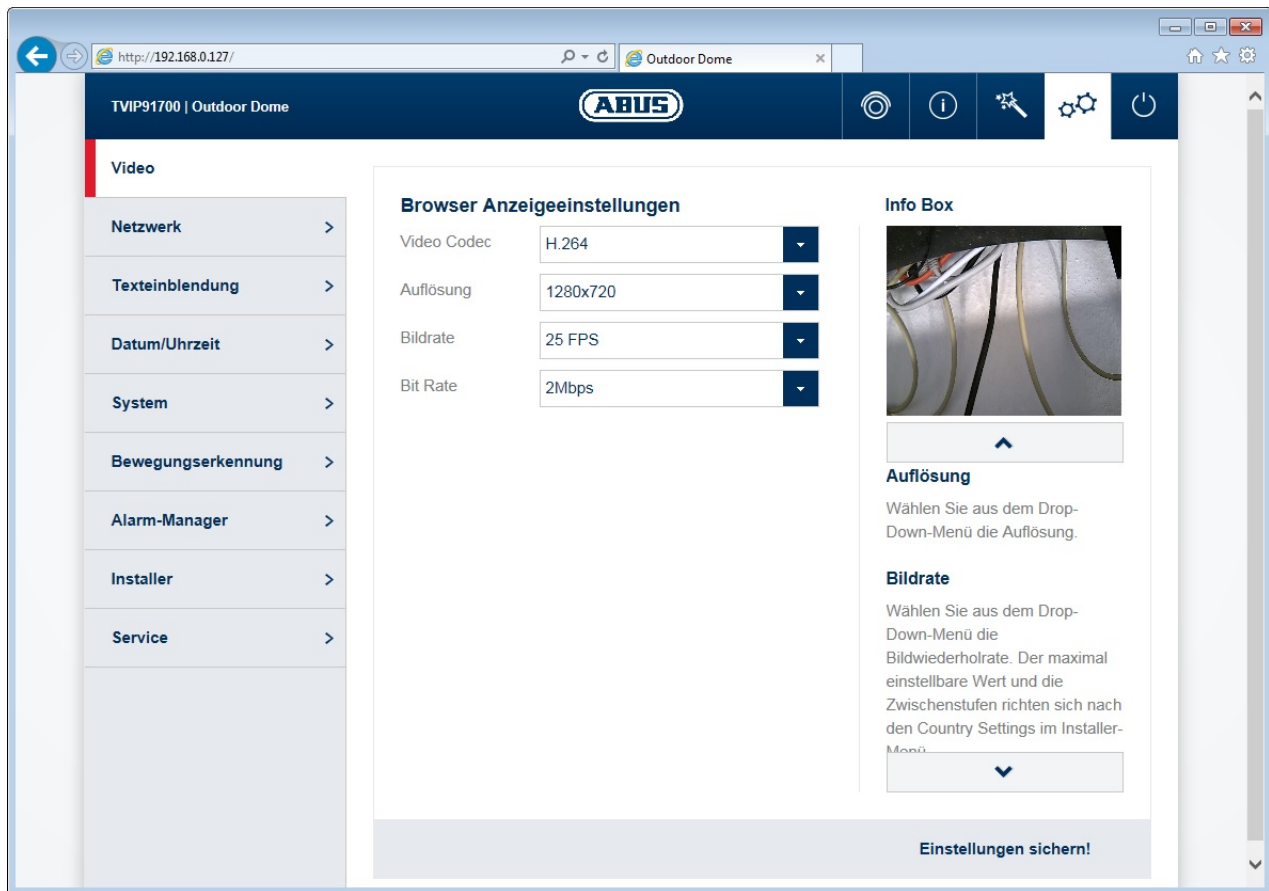 http://192.168.0.127/
Outdoor Dome
TVIP91700 | Outdoor Dome
ABUS
Video
Netzwerk
Texteinblendung
Datum/Uhrzeit
System
Bewegungserkennung
Alarm-Manager
Installer
Service
Browser Anzeigeeinstellungen
Video Codec
H.264
Auflösung
1280x720
Bildrate
25 FPS
Bit Rate
2Mbps
Info Box
Auflösung
Wählen Sie aus dem Drop-
Down-Menü die Auflösung.
Bildrate
Wählen Sie aus dem Drop-
Down-Menü die
Bildwiederholrate. Der maximal
einstellbare Wert und die
Zwischenstufen richten sich nach
den Country Settings im Installer-
Menü
Einstellungen sichern!